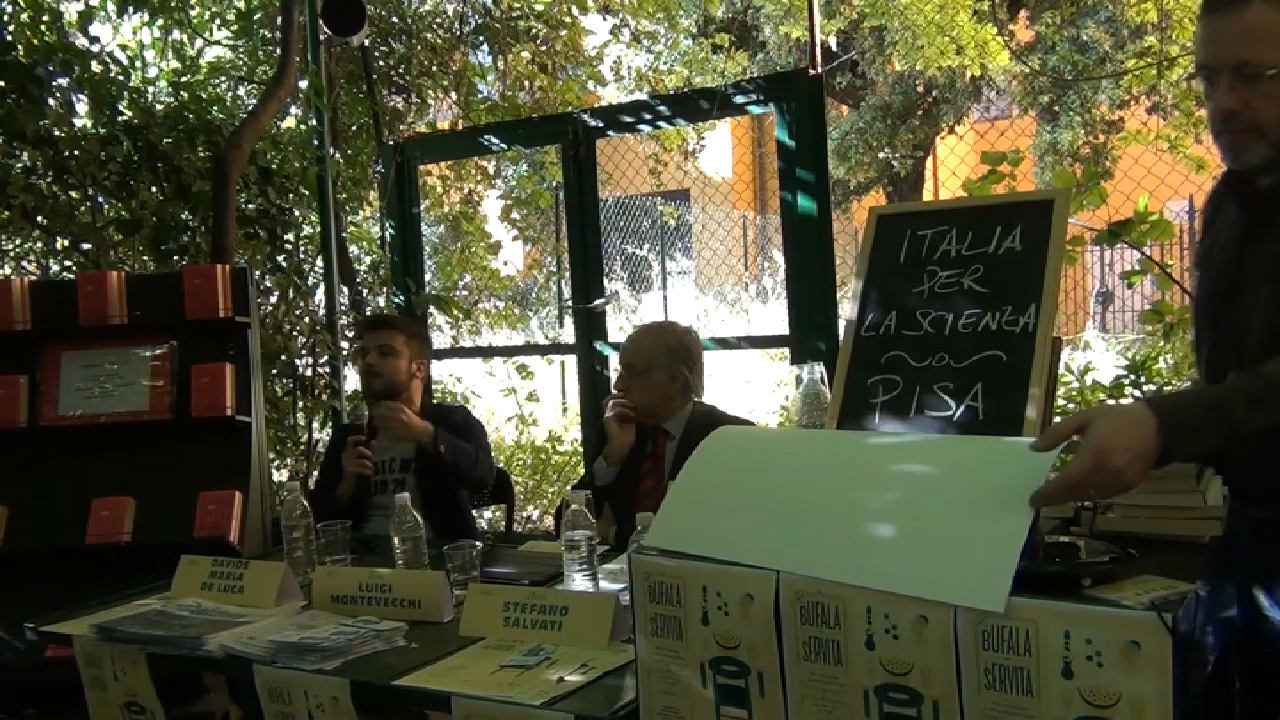 ITALIA
PER
LA SCIENZA
PISA
DAVIDE
MARIA
DE LUCA
LUIGI
MONTEVECCHI
STEFANO
SALVATI
BUFALA
è SERVITA
BUFALA
è SERVITA
BUFALA
è SERVITA